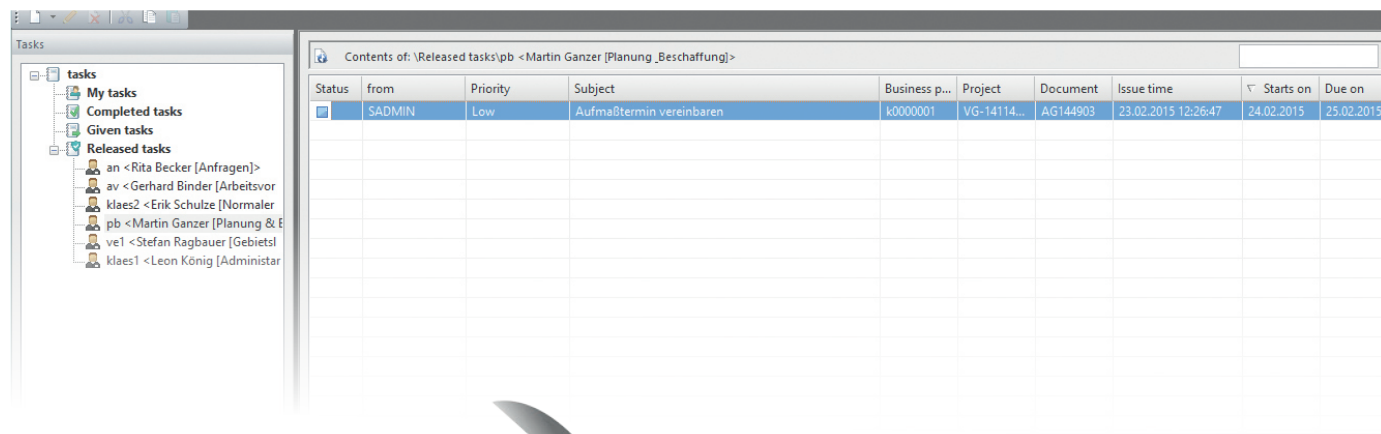 Tasks
tasks
My tasks
Completed tasks
Given tasks
Released tasks
an <Rita Becker [Anfragen]>
av <Gerhard Binder [Arbeitsvor
klaes2 <Erik Schulze [Normaler
pb <Martin Ganzer [Planung & E
ve1 <Stefan Ragbauer [Gebietsl
klaes1 <Leon König [Administar
Contents of: \Released tasks\pb <Martin Ganzer [Planung _Beschaffung]>
Status from Priority Subject Business p... Project Document Issue time Starts on Due on
SADMIN Low Aufmaßtermin vereinbaren k0000001 VG-14114... AG144903 23.02.2015 12:26:47 24.02.2015 25.02.2015